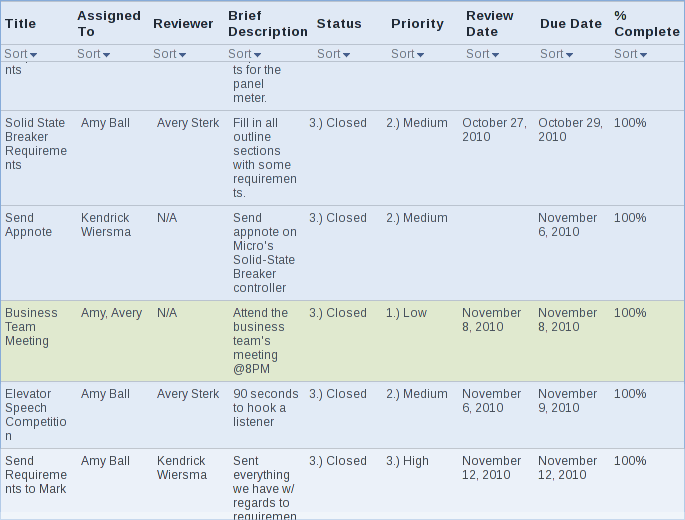 Title Assigned To Reviewer Brief Description Status Priority Review Date Due Date % Complete
Sort Sort Sort Sort Sort Sort Sort Sort Sort
nts ts for the
panel
meter.
Solid State Amy Ball Avery Sterk Fill in all 3.) Closed 2.) Medium October 27, October 29, 100%
Breaker outline 2010 2010
Requireme sections
nts with some
requiremen
ts.
Send Kendrick N/A Send 3.) Closed 2.) Medium November 100%
Appnote Wiersma appnote on 6, 2010
Micro's
Solid-State
Breaker
controller
Business Amy, Avery N/A Attend the 3.) Closed 1.) Low November November 100%
Team business 8, 2010 8, 2010
Meeting team's
meeting
@8PM
Elevator Amy Ball Avery Sterk 90 seconds 3.) Closed 2.) Medium November November 100%
Speech to hook a 6, 2010 9, 2010
Competitio listener
n
Send Amy Ball Kendrick Sent 3.) Closed 3.) High November November 100%
Requireme Wiersma everything 12, 2010 12, 2010
nts to Mark we have w/
regards to
requiremen